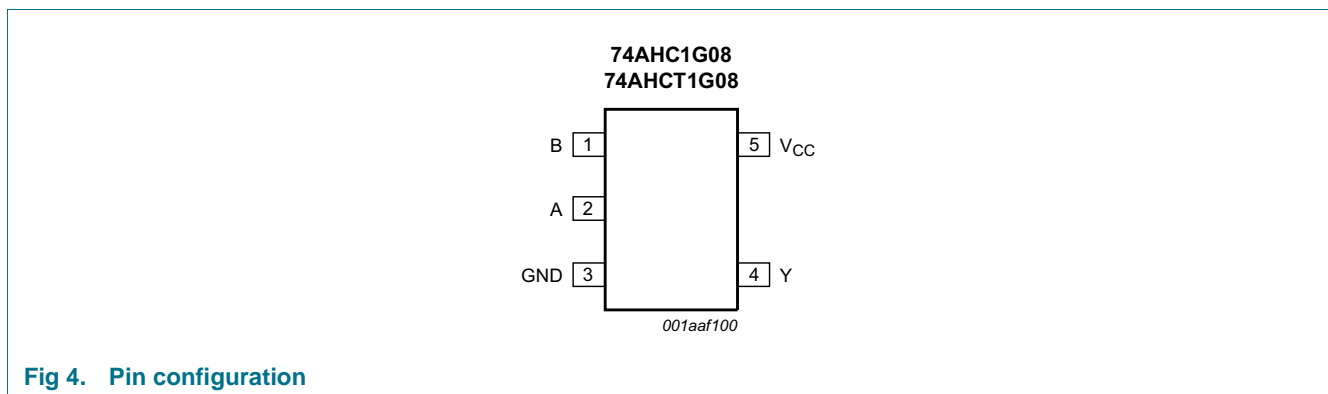 74AHC1G08
74AHCT1G08
B 1 5 VCC
A 2
GND 3 4 Y
001aaf100
Fig 4. Pin configuration